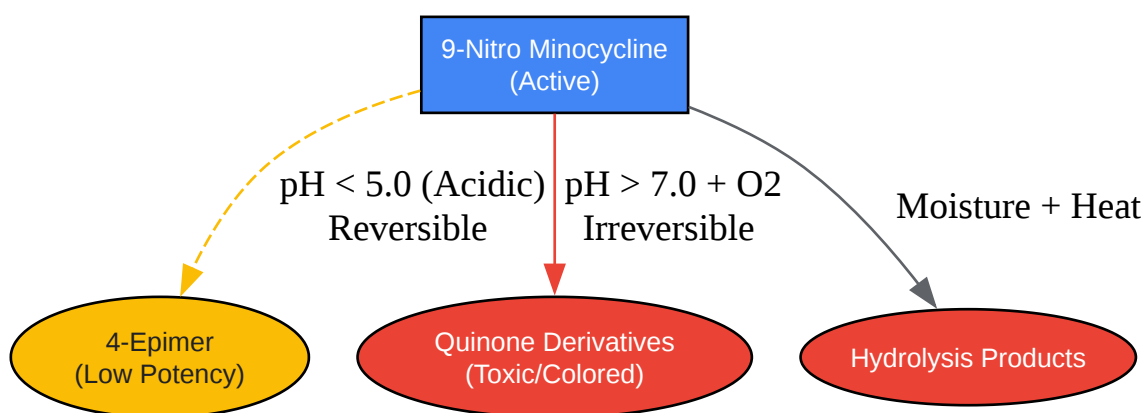 9-Nitro Minocycline
(Active)
pH < 5.0 (Acidic)
Reversible
pH > 7.0 + O2
Irreversible
Moisture + Heat
4-Epimer
(Low Potency)
Quinone Derivatives
(Toxic/Colored)
Hydrolysis Products